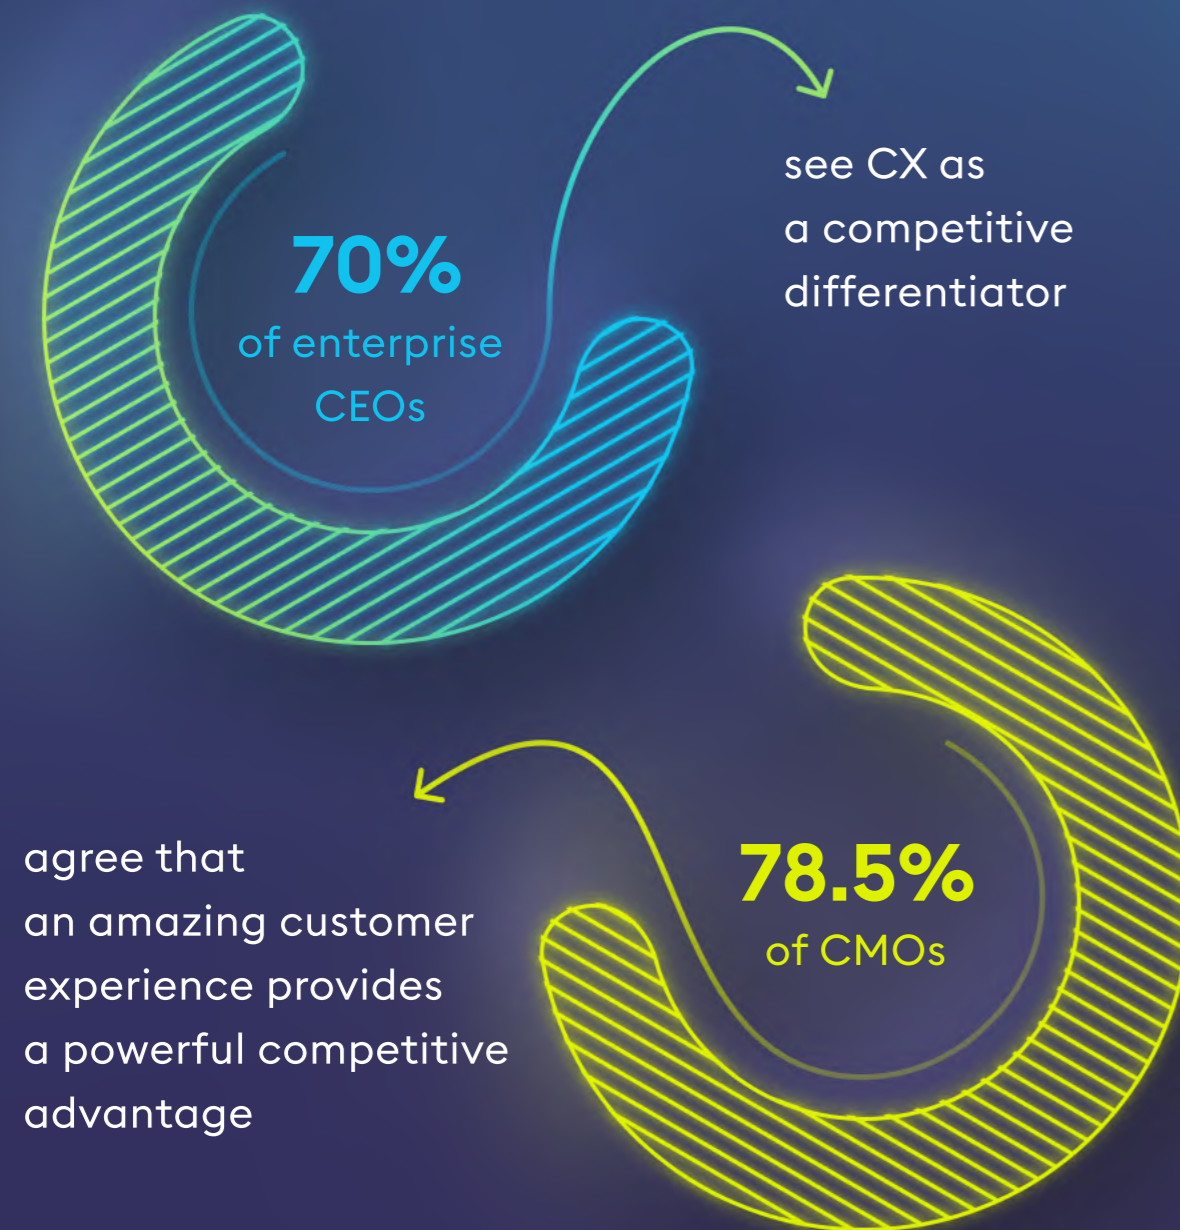 70%
of enterprise
CEOs
see CX as
a competitive
differentiator
78.5%
of CMOs
agree that
an amazing customer
experience provides
a powerful competitive
advantage